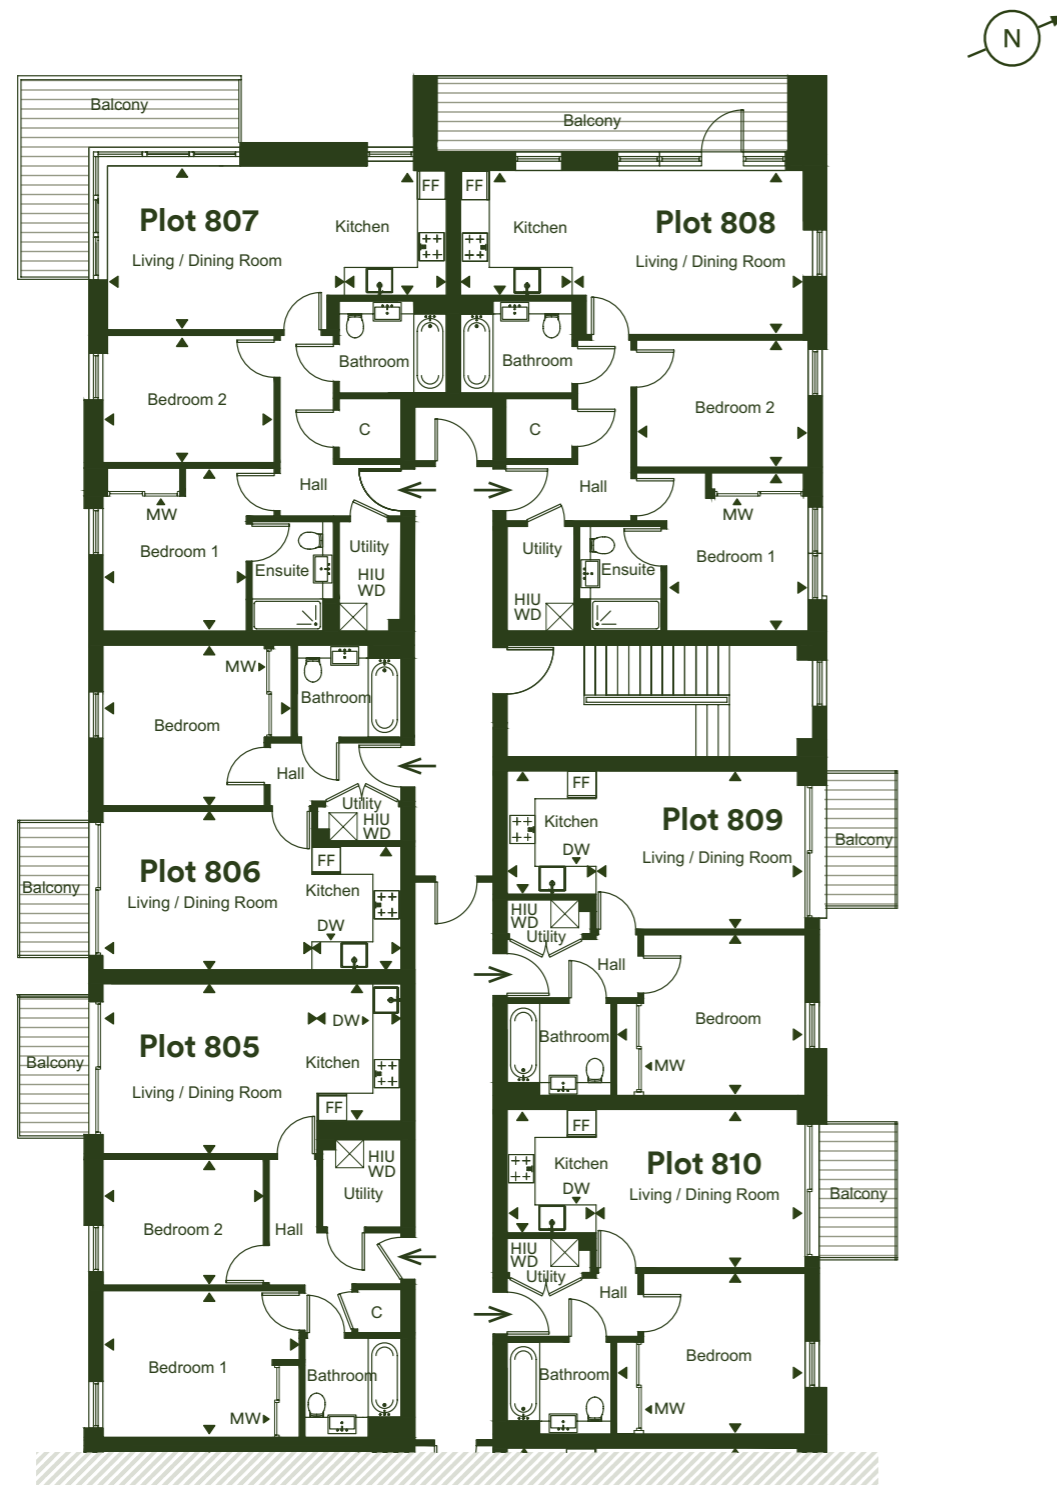 N
Balcony
Balcony
Plot 807
Living / Dining Room
Kitchen
FF
FF
Kitchen
Plot 808
Living / Dining Room
Bathroom
Bathroom
Bedroom 2
Bedroom 2
C
C
Hall
Hall
MW
MW
Bedroom 1
Ensuite
Utility
HIU
WD
Utility
HIU
WD
Ensuite
Bedroom 1
MW
Bathroom
Bedroom
Hall
Utility
HIU
WD
FF
Kitchen
Plot 809
Living / Dining Room
DW
Balcony
Plot 806
Living / Dining Room
FF
Kitchen
DW
Balcony
HIU
WD
Utility
Hall
Bathroom
Bedroom
MW
Plot 805
Living / Dining Room
DW
Kitchen
FF
Balcony
HIU
WD
Utility
Bedroom 2
Hall
C
Bedroom 1
Bathroom
MW
FF
Kitchen
DW
Plot 810
Living / Dining Room
Balcony
HIU
WD
Utility
Hall
Bathroom
Bedroom
MW